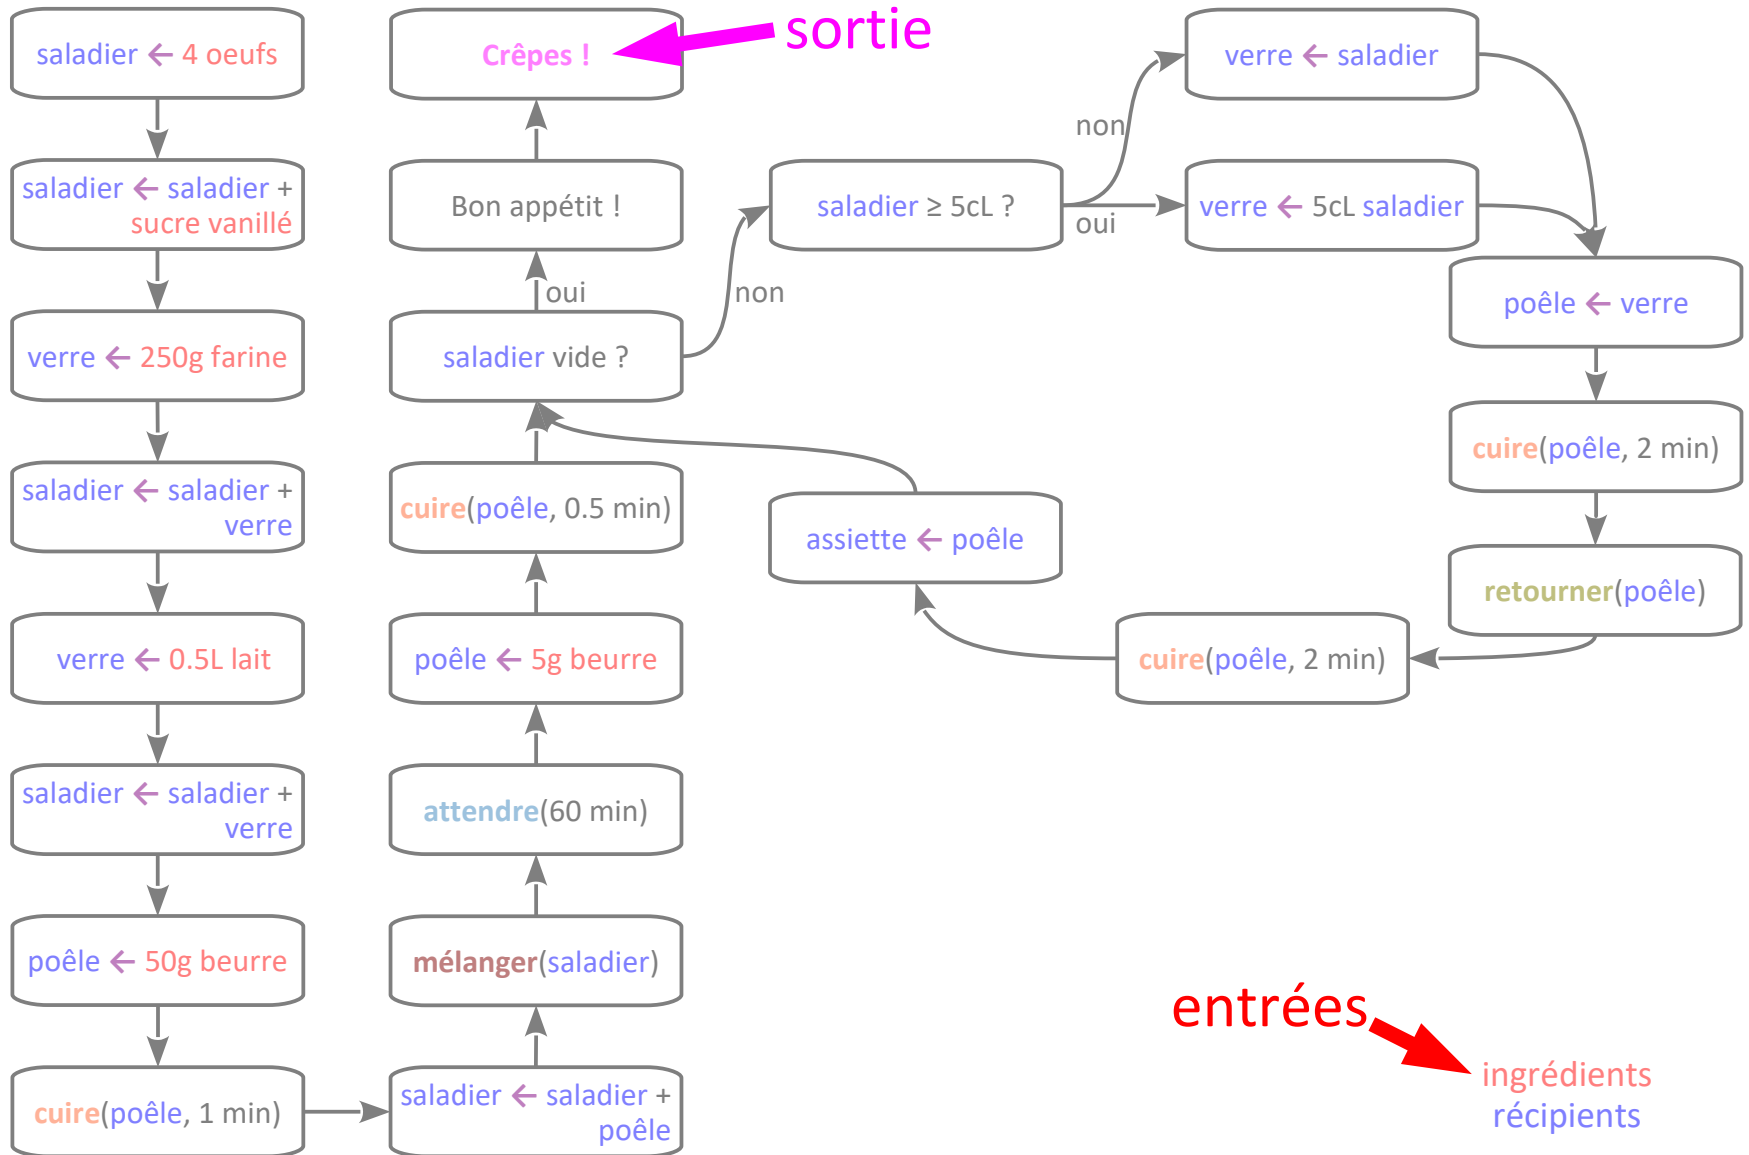 saladier ← 4 oeufs
saladier ← saladier +
sucre vanillé
verre ← 250g farine
saladier ← saladier +
verre
verre ← 0.5L lait
saladier ← saladier +
verre
poêle ← 50g beurre
cuire(poêle, 1 min)
saladier ← saladier +
poêle
mélanger(saladier)
attendre(60 min)
poêle ← 5g beurre
cuire(poêle, 0.5 min)
saladier vide ?
oui
non
Bon appétit !
Crêpes !
sortie
saladier ≥ 5cL ?
non
oui
verre ← saladier
verre ← 5cL saladier
poêle ← verre
cuire(poêle, 2 min)
retourner(poêle)
cuire(poêle, 2 min)
assiette ← poêle
entrées
ingrédients
récipients